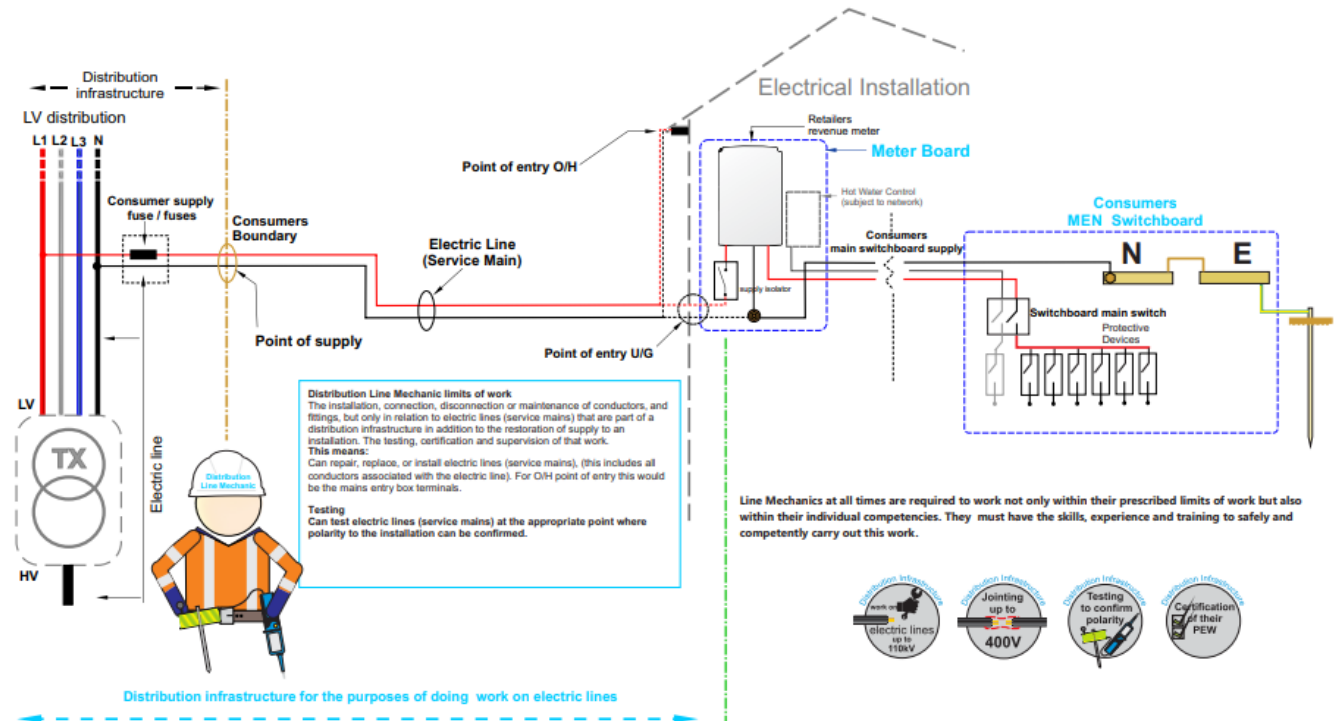 Distribution
infrastructure
LV distribution
L1 L2 L3 N
Consumer supply
fuse / fuses
Consumers
Boundary
Point of supply
Electric Line
(Service Main)
Point of entry O/H
Point of entry U/G
Electrical Installation
Retailers
revenue meter
Meter Board
Hot Water Control
(subject to network)
supply isolator
Consumers
main switchboard supply
Consumers
MEN Switchboard
N
E
Switchboard main switch
Protective
Devices
LV
TX
HV
Electric line
Distribution
Line Mechanic
Distribution Line Mechanic limits of work
The installation, connection, disconnection or maintenance of conductors, and
fittings, but only in relation to electric lines (service mains) that are part of a
distribution infrastructure in addition to the restoration of supply to an
installation. The testing, certification and supervision of that work.
This means:
Can repair, replace, or install electric lines (service mains), (this includes all
conductors associated with the electric line). For O/H point of entry this would
be the mains entry box terminals.
Testing
Can test electric lines (service mains) at the appropriate point where
polarity to the installation can be confirmed.
Line Mechanics at all times are required to work not only within their prescribed limits of work but also
within their individual competencies. They must have the skills, experience and training to safely and
competently carry out this work.
Distribution Infrastructure
work on
electric lines
up to
110kV
Distribution Infrastructure
Jointing
up to
400V
Distribution Infrastructure
Testing
to confirm
polarity
Distribution Infrastructure
Certification
of their
PEW
Distribution infrastructure for the purposes of doing work on electric lines